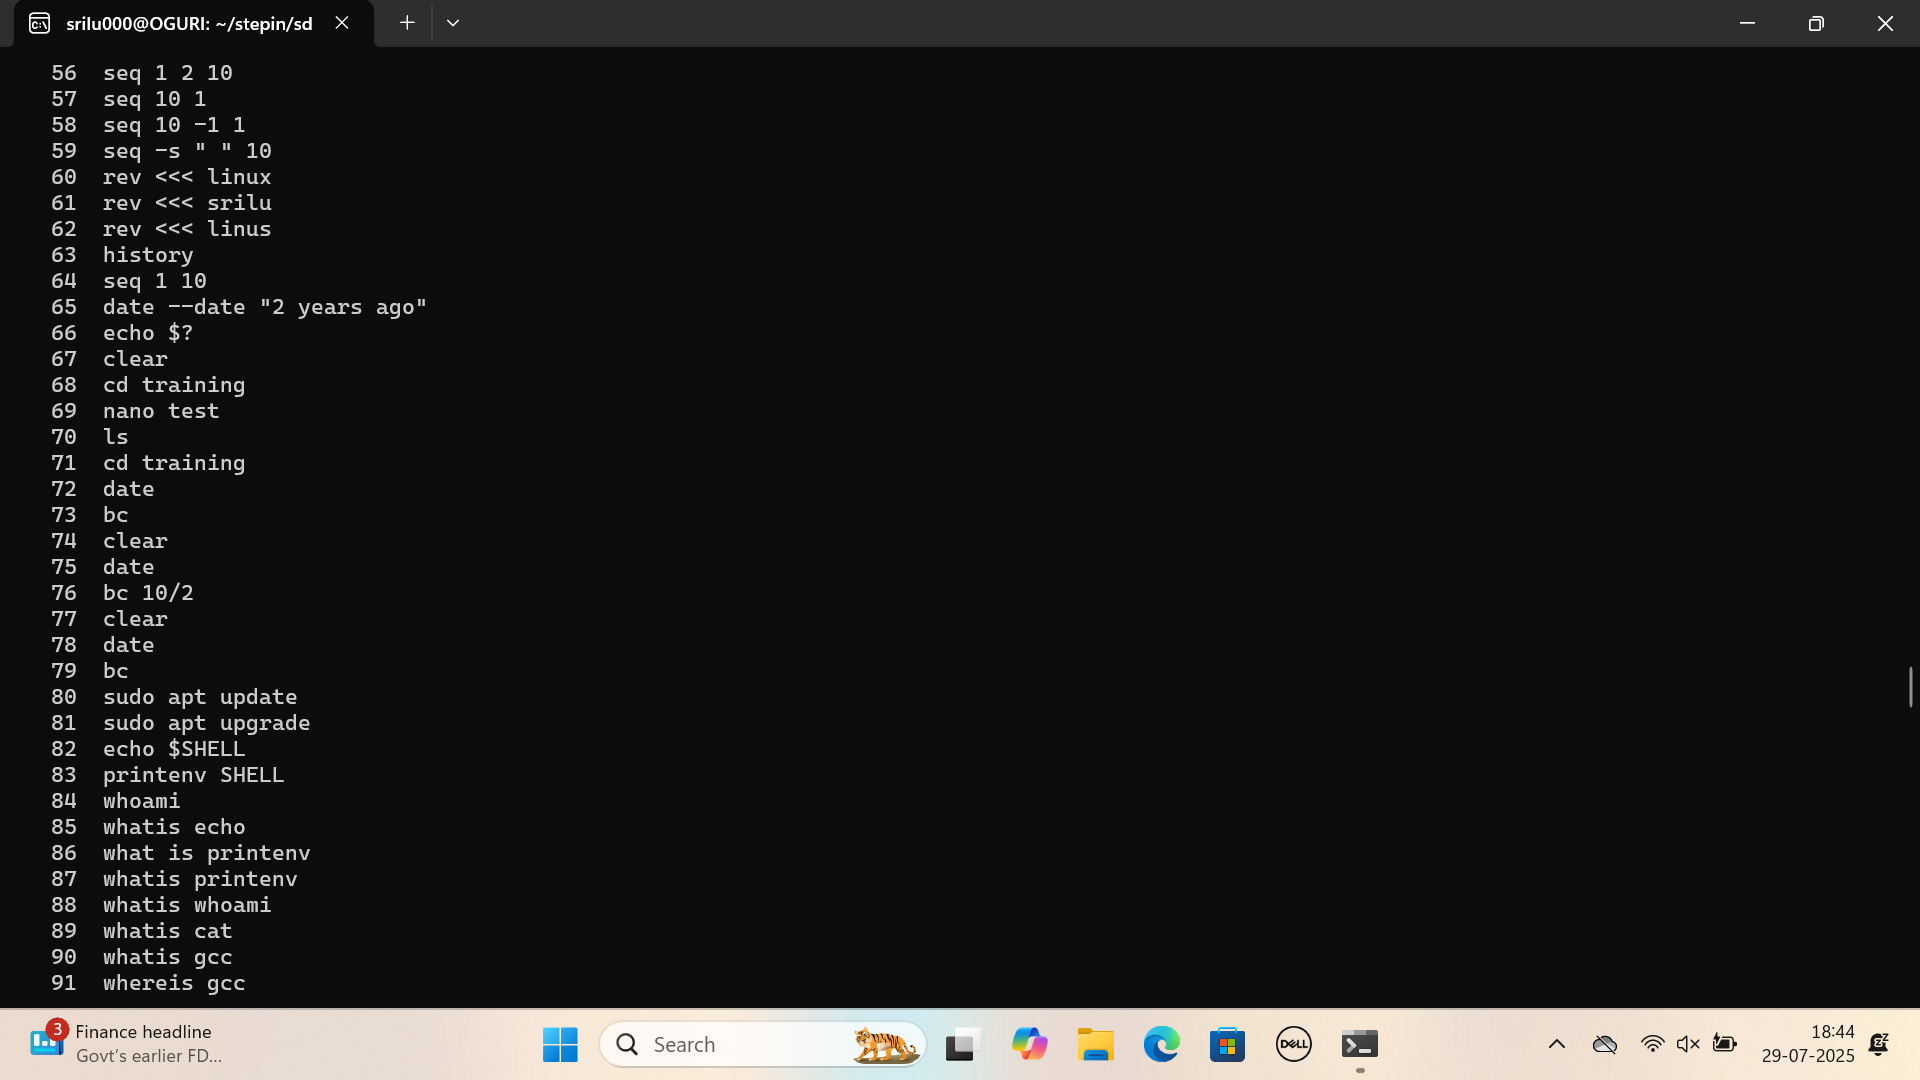 srilu000@OGURI: ~/stepin/sd
56 seq 1 2 10
57 seq 10 1
58 seq 10 -1 1
59 seq -s " " 10
60 rev <<< linux
61 rev <<< srilu
62 rev <<< linus
63 history
64 seq 1 10
65 date --date "2 years ago"
66 echo $?
67 clear
68 cd training
69 nano test
70 ls
71 cd training
72 date
73 bc
74 clear
75 date
76 bc 10/2
77 clear
78 date
79 bc
80 sudo apt update
81 sudo apt upgrade
82 echo $SHELL
83 printenv SHELL
84 whoami
85 whatis echo
86 what is printenv
87 whatis printenv
88 whatis whoami
89 whatis cat
90 whatis gcc
91 whereis gcc
3
Finance headline
Govt's earlier FD...
Search
DELL
18:44
29-07-2025